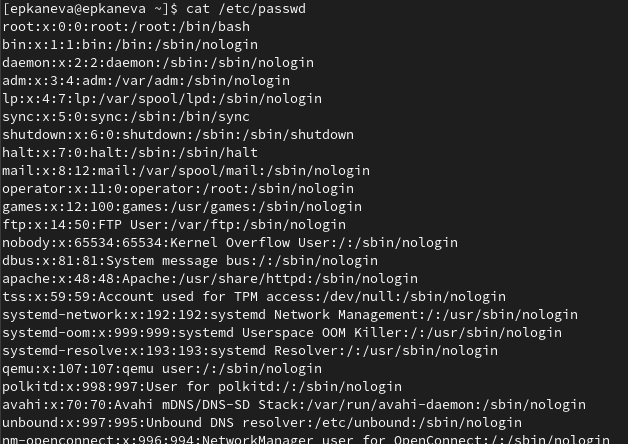 [epkaneva@epkaneva ~]$ cat /etc/passwd
root:x:0:0:root:/root:/bin/bash
bin:x:1:1:bin:/bin:/sbin/nologin
daemon:x:2:2:daemon:/sbin:/sbin/nologin
adm:x:3:4:adm:/var/adm:/sbin/nologin
lp:x:4:7:lp:/var/spool/lpd:/sbin/nologin
sync:x:5:0:sync:/sbin:/bin/sync
shutdown:x:6:0:shutdown:/sbin:/sbin/shutdown
halt:x:7:0:halt:/sbin:/sbin/halt
mail:x:8:12:mail:/var/spool/mail:/sbin/nologin
operator:x:11:0:operator:/root:/sbin/nologin
games:x:12:100:games:/usr/games:/sbin/nologin
ftp:x:14:50:FTP User:/var/ftp:/sbin/nologin
nobody:x:65534:65534:Kernel Overflow User:/:/sbin/nologin
dbus:x:81:81:System message bus:/:/sbin/nologin
apache:x:48:48:Apache:/usr/share/httpd:/sbin/nologin
tss:x:59:59:Account used for TPM access:/dev/null:/sbin/nologin
systemd-network:x:192:192:systemd Network Management:/:/usr/sbin/nologin
systemd-oom:x:999:999:systemd Userspace OOM Killer:/:/usr/sbin/nologin
systemd-resolve:x:193:193:systemd Resolver:/:/usr/sbin/nologin
qemu:x:107:107:qemu user:/:/sbin/nologin
polkitd:x:998:997:User for polkitd:/:/sbin/nologin
avahi:x:70:70:Avahi mDNS/DNS-SD Stack:/var/run/avahi-daemon:/sbin/nologin
unbound:x:997:995:Unbound DNS resolver:/etc/unbound:/sbin/nologin
nm-openconnect:x:996:994:NetworkManager user for OpenConnect:/:/sbin/nologin